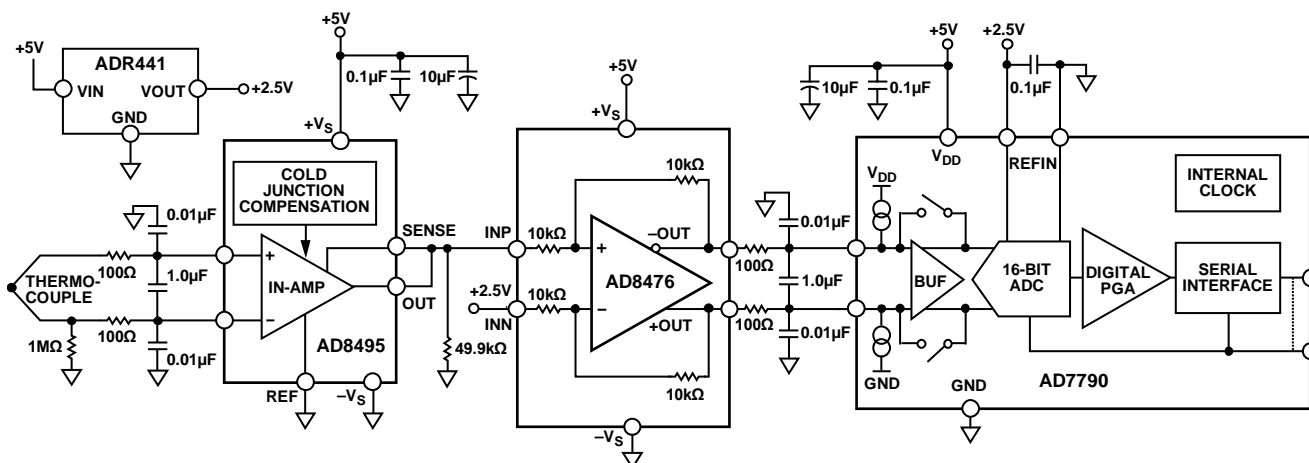 +5V
ADR441
VIN
VOUT
GND
+2.5V
+5V
0.1µF
10µF
+VS
COLD
JUNCTION
COMPENSATION
0.01µF
100Ω
THERMO-
COUPLE
1.0µF
100Ω
1MΩ
0.01µF
+
IN-AMP
–
SENSE
OUT
AD8495
REF
–VS
49.9kΩ
+5V
+VS
INP
10kΩ
10kΩ
+2.5V
INN
10kΩ
+
–
AD8476
–OUT
+OUT
10kΩ
–VS
100Ω
100Ω
0.01µF
1.0µF
0.01µF
+5V
+2.5V
10µF
0.1µF
0.1µF
VDD
REFIN
VDD
GND
BUF
16-BIT
ADC
DIGITAL
PGA
INTERNAL
CLOCK
SERIAL
INTERFACE
GND
AD7790